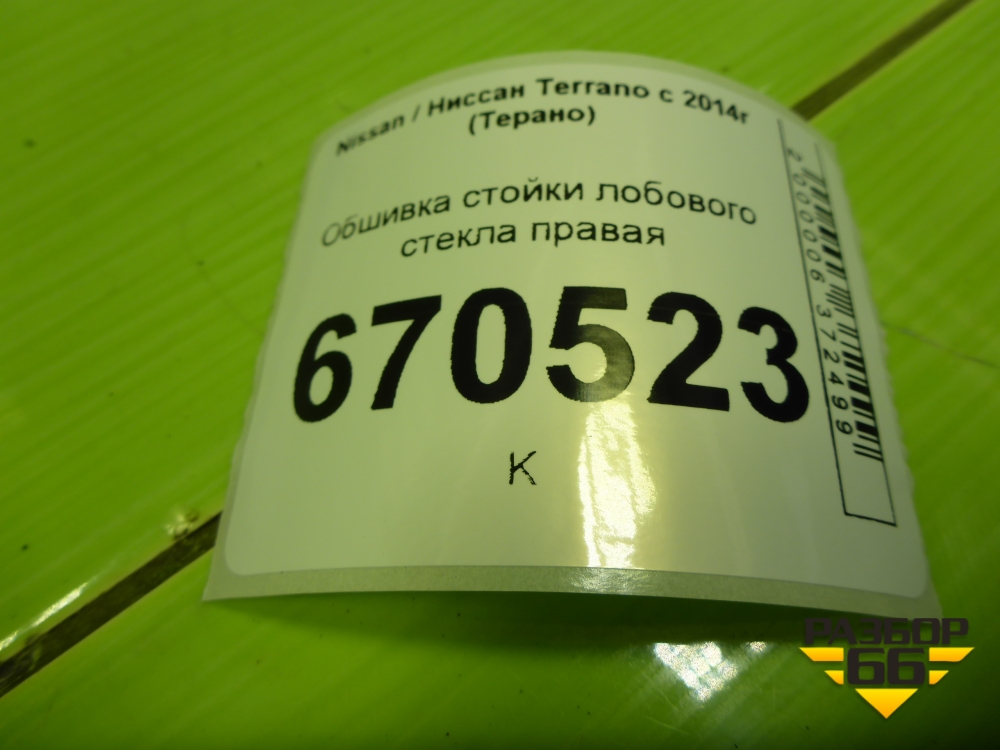 Nissan / Ниссан Terrano с 2014г
(Терано)
Обшивка стойки лобового
стекла правая
670523
К
2000006372499
РАЗБОР
66